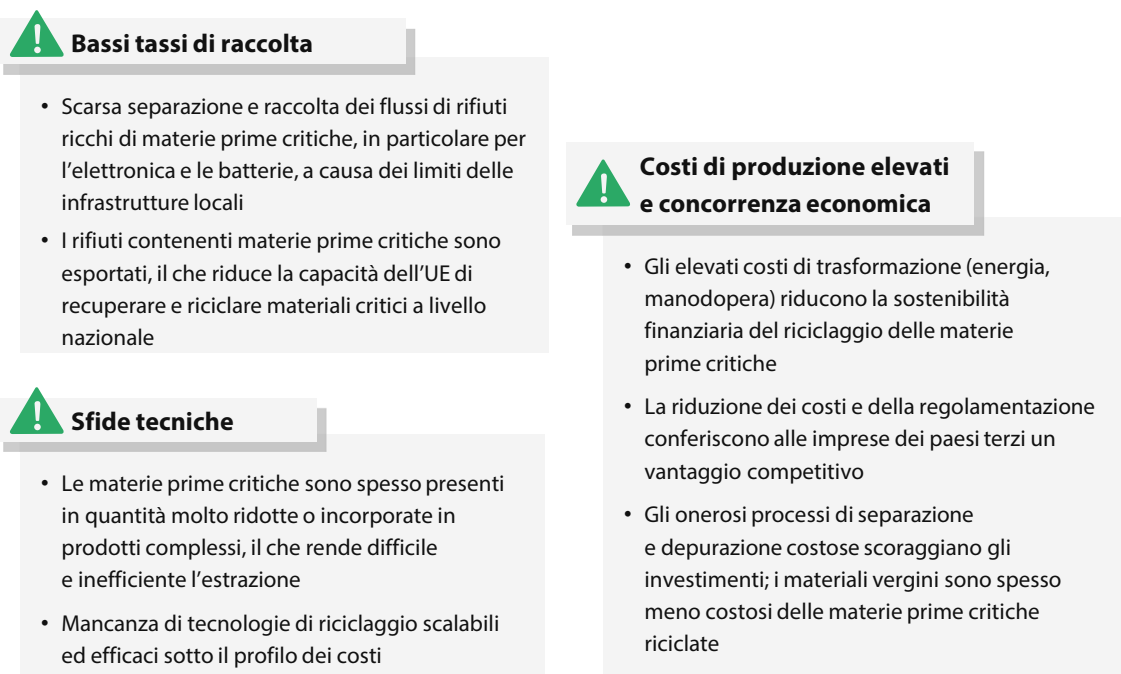 Bassi tassi di raccolta
• Scarsa separazione e raccolta dei flussi di rifiuti
ricchi di materie prime critiche, in particolare per
l'elettronica e le batterie, a causa dei limiti delle
infrastrutture locali
• I rifiuti contenenti materie prime critiche sono
esportati, il che riduce la capacità dell'UE di
recuperare e riciclare materiali critici a livello
nazionale
Sfide tecniche
• Le materie prime critiche sono spesso presenti
in quantità molto ridotte o incorporate in
prodotti complessi, il che rende difficile
e inefficiente l'estrazione
• Mancanza di tecnologie di riciclaggio scalabili
ed efficaci sotto il profilo dei costi
Costi di produzione elevati
e concorrenza economica
• Gli elevati costi di trasformazione (energia,
manodopera) riducono la sostenibilità
finanziaria del riciclaggio delle materie
prime critiche
• La riduzione dei costi e della regolamentazione
conferiscono alle imprese dei paesi terzi un
vantaggio competitivo
• Gli onerosi processi di separazione
e depurazione costose scoraggiano gli
investimenti; i materiali vergini sono spesso
meno costosi delle materie prime critiche
riciclate